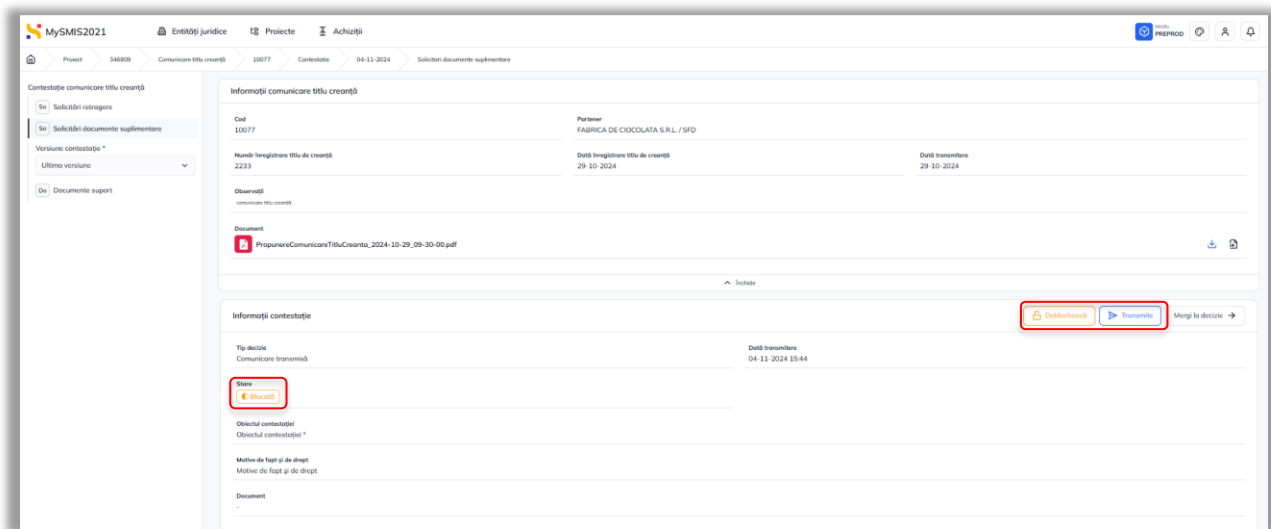 MySMIS2021
Entități juridice
Proiecte
Achiziții
Mediu
PREPROD
Proiect
346809
Comunicare titlu creanță
10077
Contestatie
04-11-2024
Solicitari documente suplimentare
Contestație comunicare titlu creanță
So Solicitări retragere
So Solicitări documente suplimentare
Versiune contestație *
Ultima versiune
Do Documente suport
Informații comunicare titlu creanță
Cod
10077
Partener
FABRICA DE CIOCOLATA S.R.L. / SFD
Număr înregistrare titlu de creanță
2233
Dată înregistrare titlu de creanță
29-10-2024
Dată transmitere
29-10-2024
Observații
comunicare titlu creanță
Document
PropunereComunicareTitluCreanta_2024-10-29_09-30-00.pdf
Închide
Informații contestație
Deblochează
Transmite
Mergi la decizie
Tip decizie
Comunicare transmisă
Dată transmitere
04-11-2024 15:44
Stare
Blocată
Obiectul contestației
Obiectul contestației *
Motive de fapt și de drept
Motive de fapt și de drept
Document
-